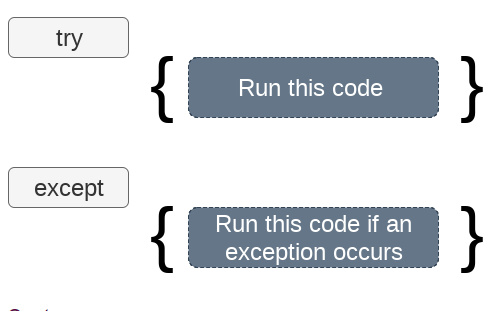 try
{ Run this code }
except
{ Run this code if an
exception occurs }